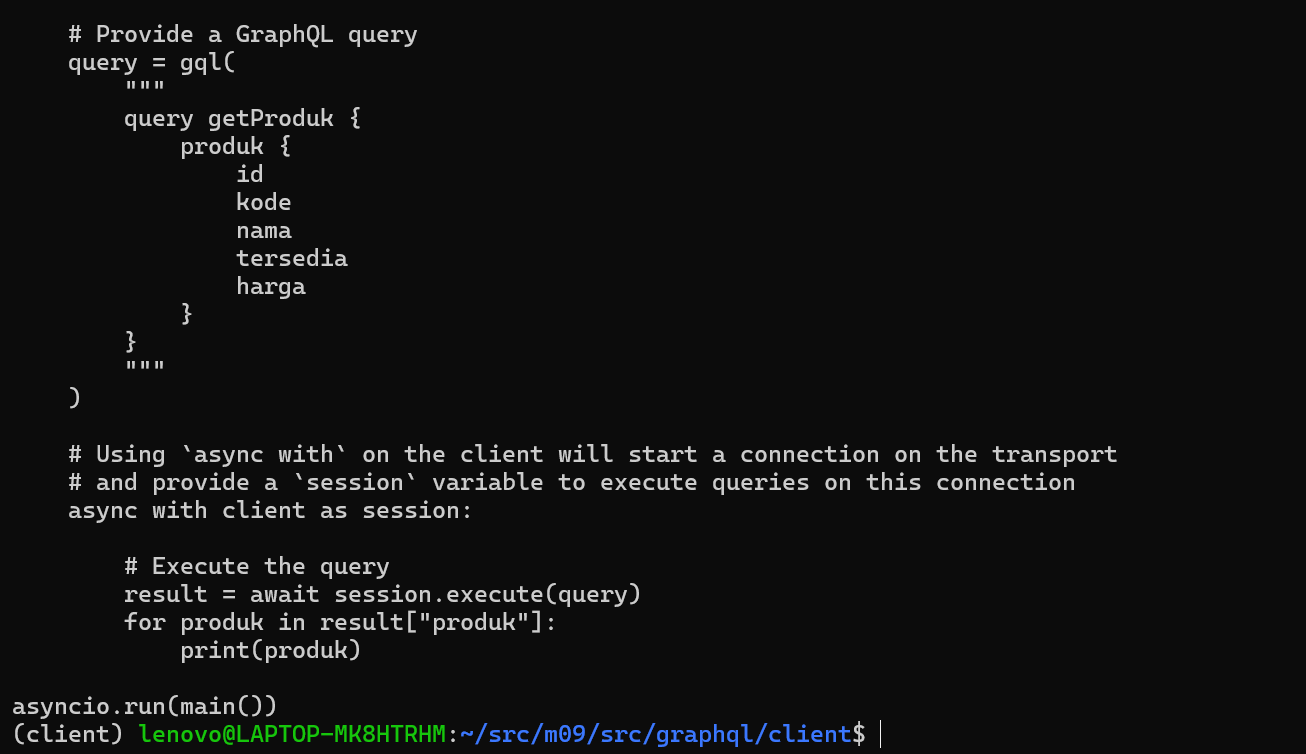 # Provide a GraphQL query
    query = gql(
        """
        query getProduk {
            produk {
                id
                kode
                nama
                tersedia
                harga
            }
        }
        """
    )
    # Using `async with` on the client will start a connection on the transport
    # and provide a `session` variable to execute queries on this connection
    async with client as session:
        # Execute the query
        result = await session.execute(query)
        for produk in result["produk"]:
            print(produk)
asyncio.run(main())
(client) lenovo@LAPTOP-MK8HTRHM:~/src/m09/src/graphql/client$